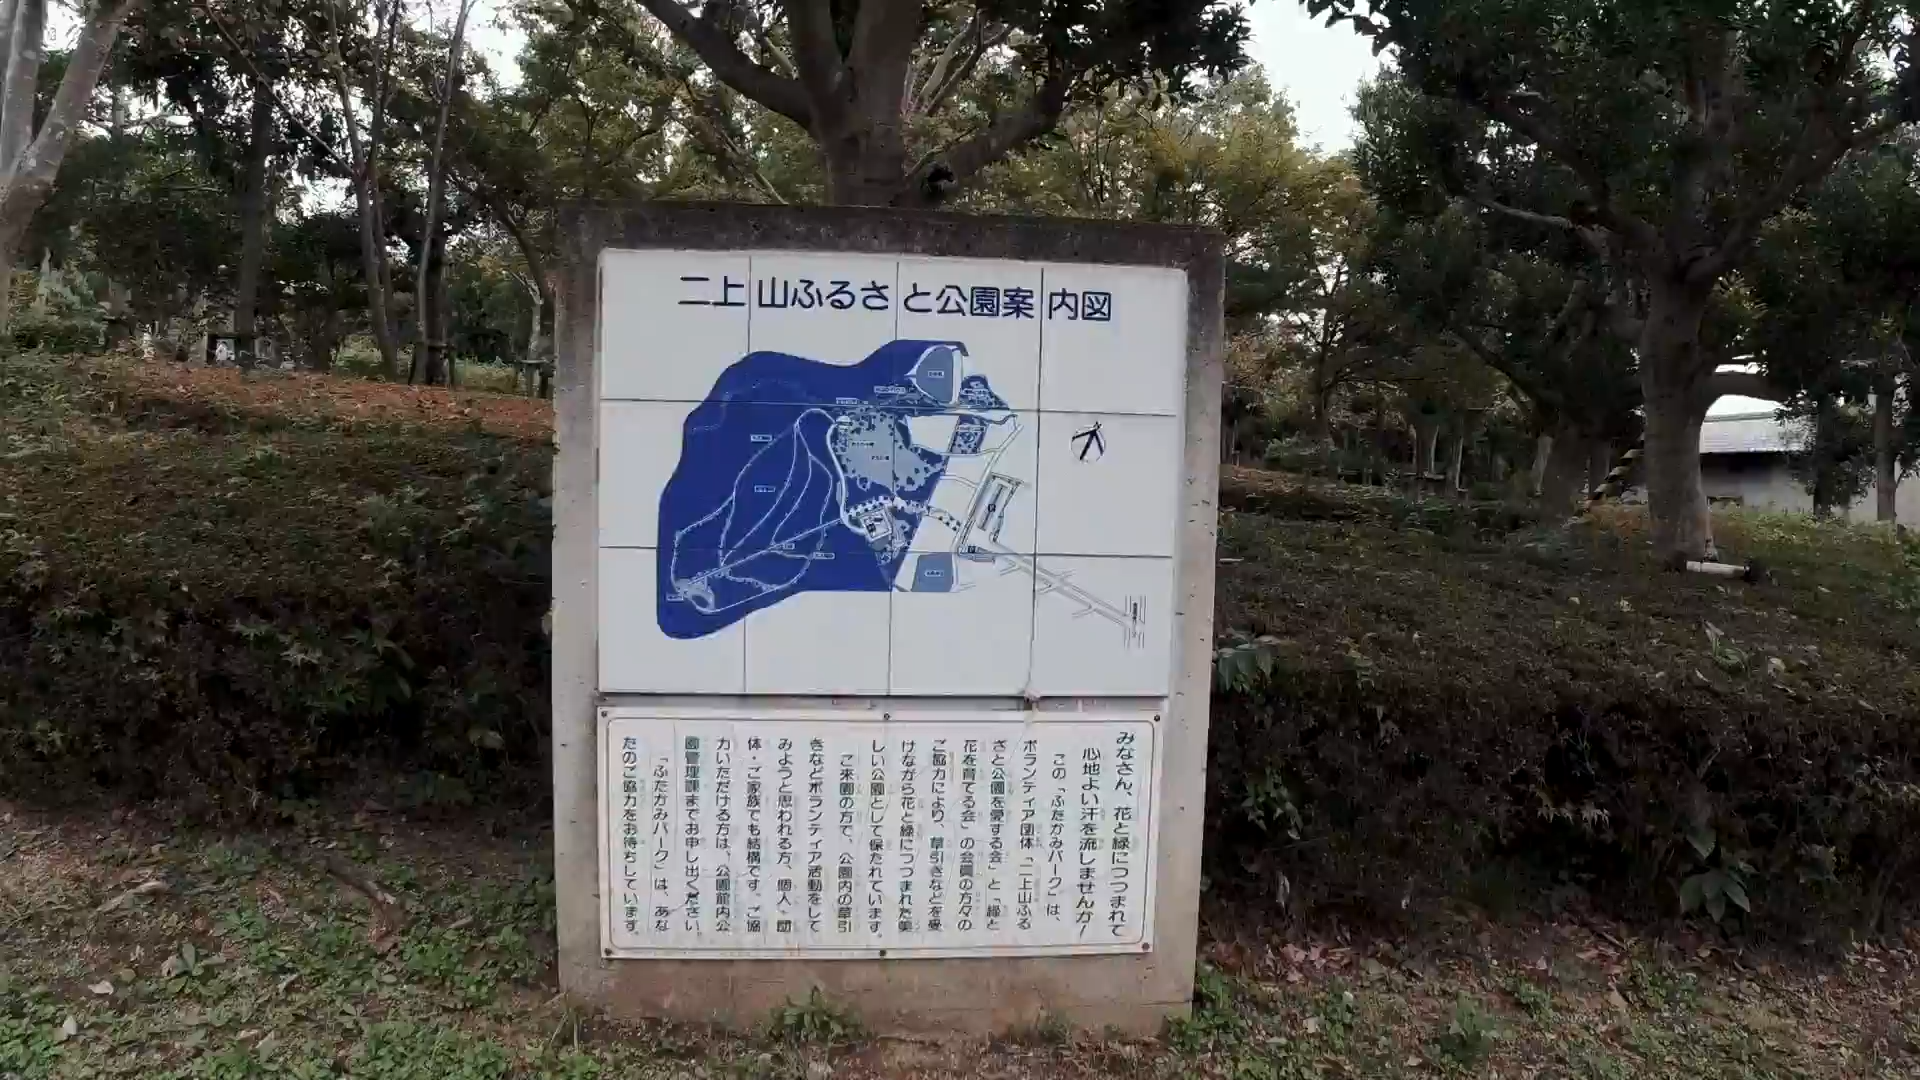 二上山ふるさと公園案内図
みなさん、花と緑につつまれて
心地よい汗を流しませんか!
この「ふたかみパーク」は、
ボランティア団体「二上山ふる
さと公園を愛する会」と「緑と
花を育てる会」の会員の方々の
ご協力により、草引きなどを受
けながら花と緑につつまれた美
しい公園として保たれています。
ご来園の方で、公園内の草引
きなどボランティア活動をして
みようと思われる方、個人・団
体・ご家族でも結構です。ご協
力いただける方は、公園前内公
園管理課までお申し出ください。
「ふたかみパーク」は、あな
たのご協力をお待ちしています。